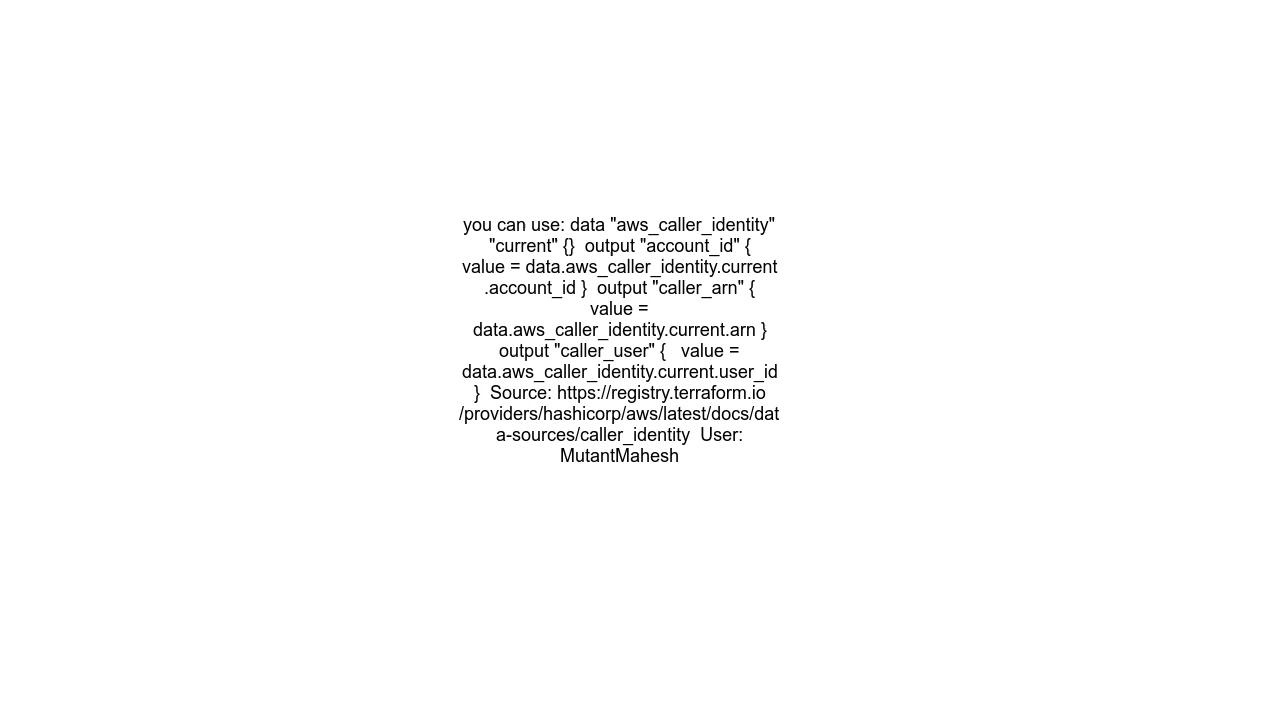 you can use: data "aws_caller_identity"
"current" {}  output "account_id" {
value = data.aws_caller_identity.current
.account_id }  output "caller_arn" {
value =
data.aws_caller_identity.current.arn }
output "caller_user" {   value =
data.aws_caller_identity.current.user_id
}  Source: https://registry.terraform.io
/providers/hashicorp/aws/latest/docs/dat
a-sources/caller_identity  User:
MutantMahesh